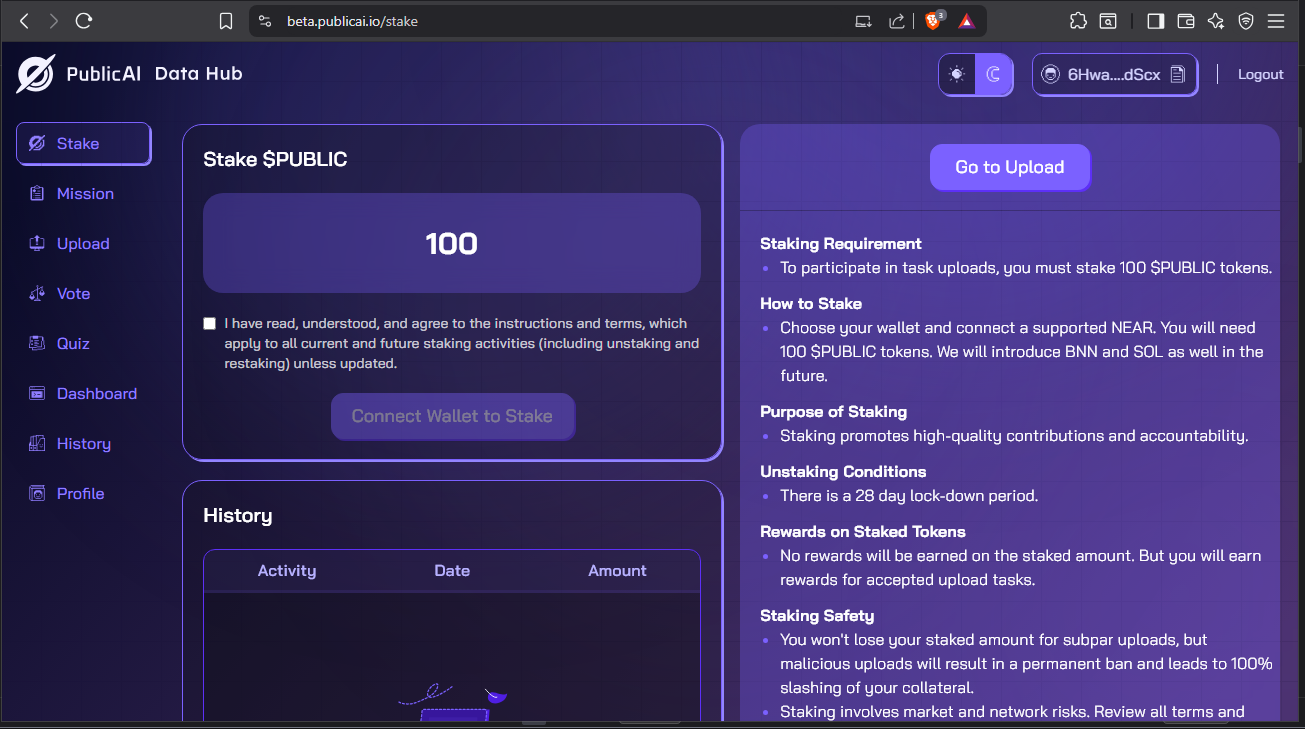 beta.publicai.io/stake
3
PublicAI Data Hub
6Hwa....dScx
Logout
Stake
Mission
Upload
Vote
Quiz
Dashboard
History
Profile
Stake $PUBLIC
100
I have read, understood, and agree to the instructions and terms, which
apply to all current and future staking activities (including unstaking and
restaking) unless updated.
Connect Wallet to Stake
History
Activity Date Amount
Go to Upload
Staking Requirement
To participate in task uploads, you must stake 100 $PUBLIC tokens.
How to Stake
Choose your wallet and connect a supported NEAR. You will need
100 $PUBLIC tokens. We will introduce BNN and SOL as well in the
future.
Purpose of Staking
Staking promotes high-quality contributions and accountability.
Unstaking Conditions
There is a 28 day lock-down period.
Rewards on Staked Tokens
No rewards will be earned on the staked amount. But you will earn
rewards for accepted upload tasks.
Staking Safety
You won't lose your staked amount for subpar uploads, but
malicious uploads will result in a permanent ban and leads to 100%
slashing of your collateral.
Staking involves market and network risks. Review all terms and